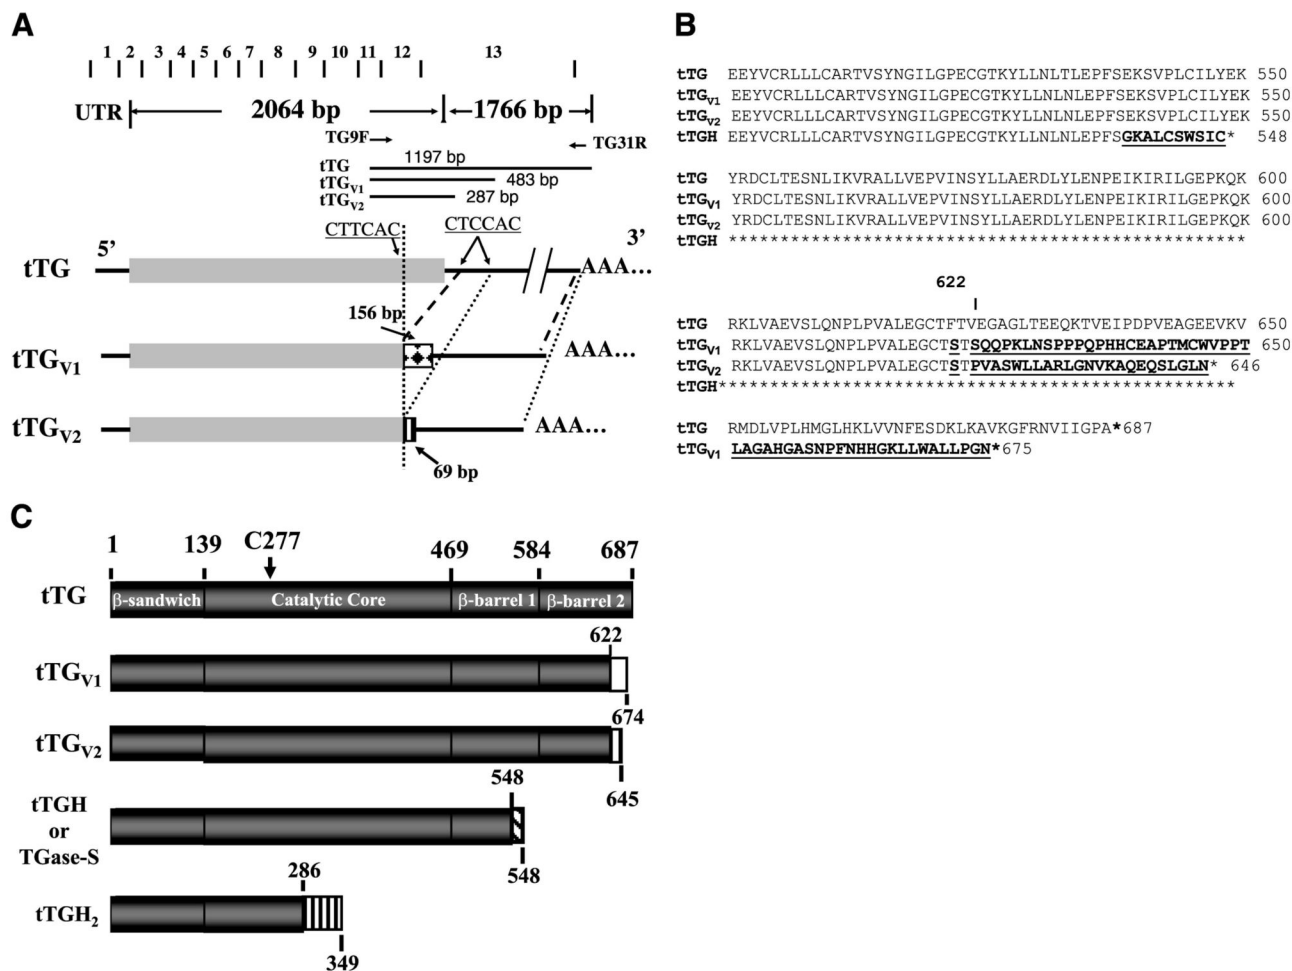 A
1 2 3 4 5 6 7 8 9 10 11 12 13
UTR 2064 bp 1766 bp
TG9F
TG31R
tTG 1197 bp
tTGV1 483 bp
tTGV2 287 bp
CTTCAC CTCCAC
5’ 3’
tTG AAA...
156 bp
tTGV1 AAA...
tTGV2 AAA...
69 bp
B
tTG EEYVCRLLLCARTVSYNGILGPECGTKYLLNLTLEPFSEKSVPLCILYEK 550
tTGV1 EEYVCRLLLCARTVSYNGILGPECGTKYLLNLNLEPFSEKSVPLCILYEK 550
tTGV2 EEYVCRLLLCARTVSYNGILGPECGTKYLLNLNLEPFSEKSVPLCILYEK 550
tTGH EEYVCRLLLCARTVSYNGILGPECGTKYLLNLNLEPFSGKALCSWSIC* 548
tTG YRDCLTESNLIKVRALLVEPVINSYLLAERDLYLENPEIKIRILGEPKQK 600
tTGV1 YRDCLTESNLIKVRALLVEPVINSYLLAERDLYLENPEIKIRILGEPKQK 600
tTGV2 YRDCLTESNLIKVRALLVEPVINSYLLAERDLYLENPEIKIRILGEPKQK 600
tTGH **************************************************
622
tTG RKLVAEVSLQNPLPVALEGCTFTVEGAGLTEEQKTVEIPDPVEAGEEVKV 650
tTGV1 RKLVAEVSLQNPLPVALEGCTSTSQQPKLNSPPPQPHHCEAPTMCWVPPT 650
tTGV2 RKLVAEVSLQNPLPVALEGCTSTPVASWLLARLGNVKAQEQSLGLN* 646
tTGH**************************************************
tTG RMDLVPLHMGLHKLVVNFESDKLKAVKGFRNVIIGPA*687
tTGV1 LAGAHGASNPFNHHGKLLWALLPGN*675
C
1 139 C277 469 584 687
tTG β-sandwich Catalytic Core β-barrel 1 β-barrel 2
622
tTGV1
674
tTGV2
645
548
tTGH
or
TGase-S
548
286
tTGH2
349